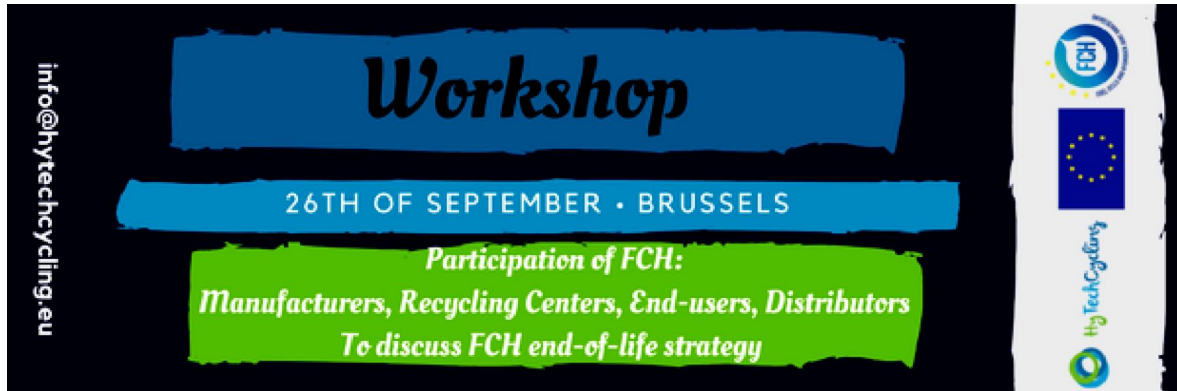 info@hytechcycling.eu
Workshop
26TH OF SEPTEMBER • BRUSSELS
Participation of FCH:
Manufacturers, Recycling Centers, End-users, Distributors
To discuss FCH end-of-life strategy
FCH
HyTechCycling